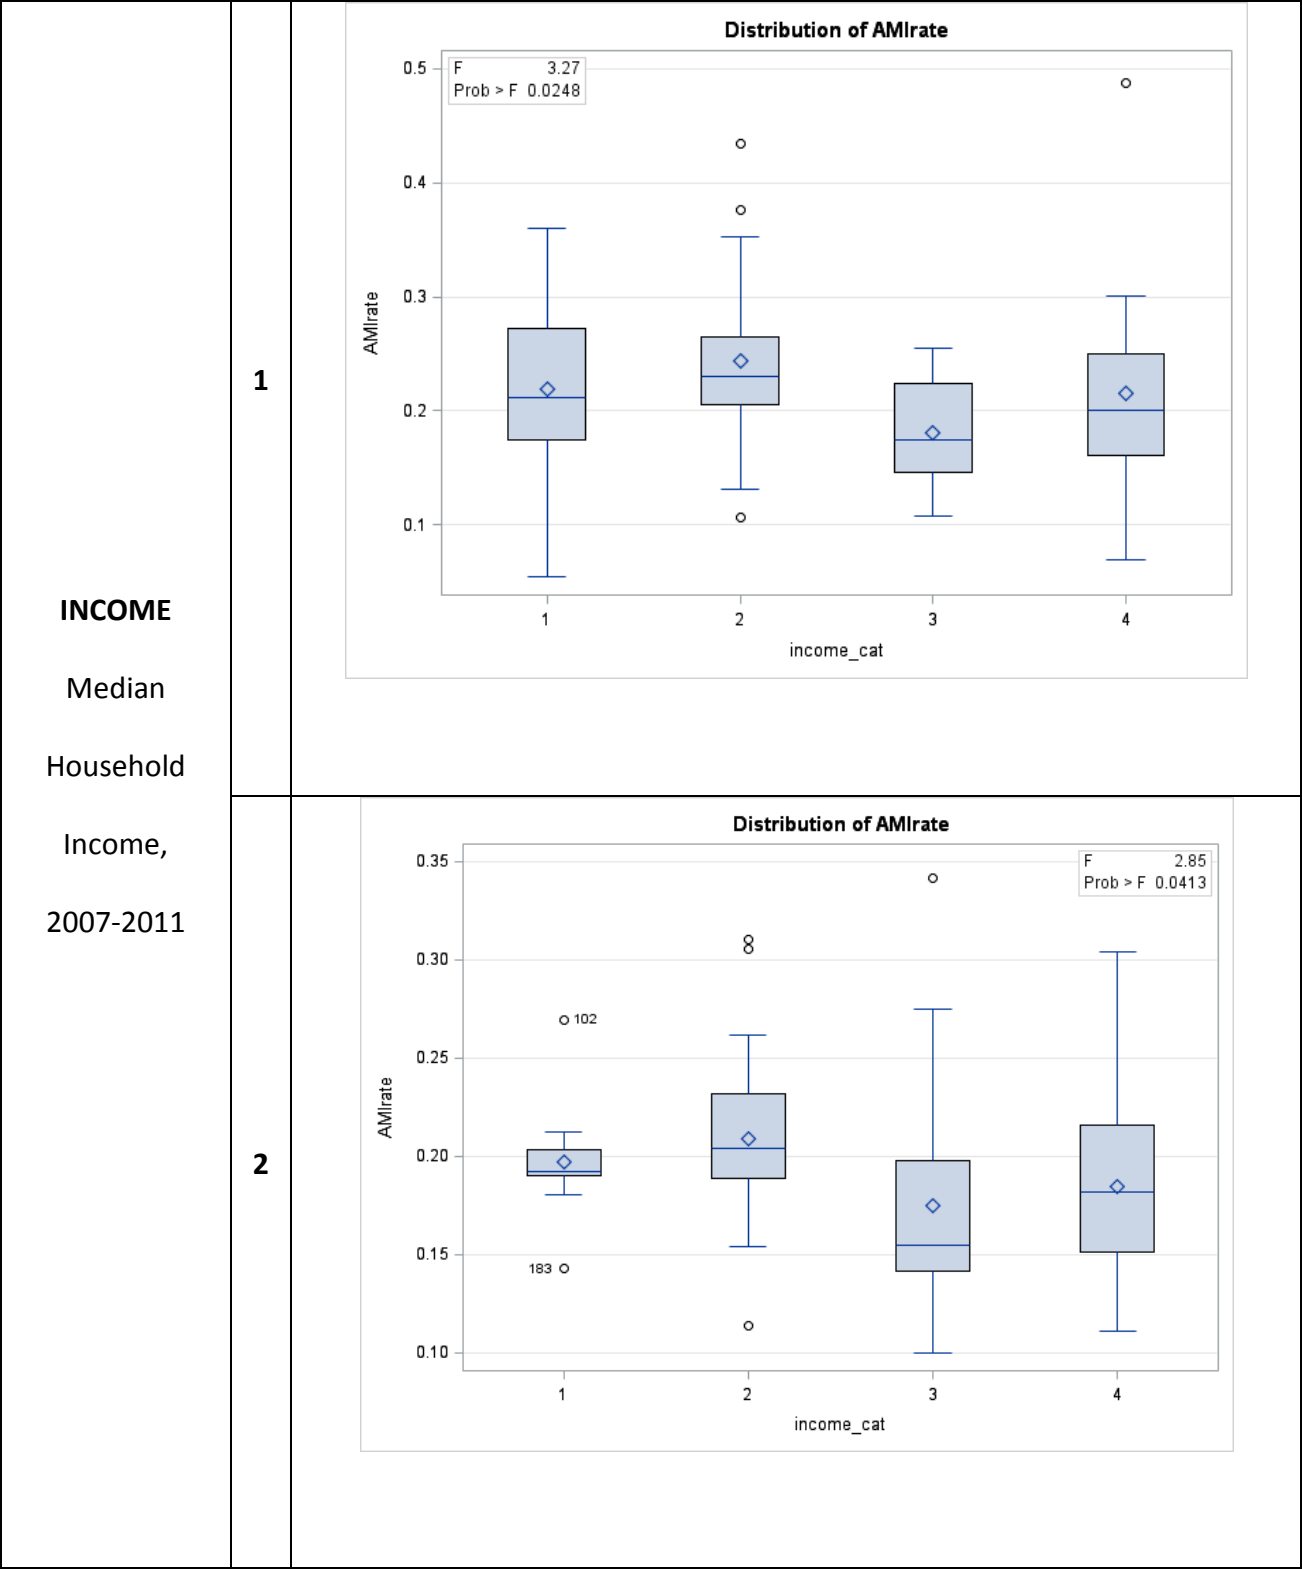 INCOME
Median
Household
Income,
2007-2011
1
Distribution of AMIrate
F 3.27
Prob > F 0.0248
0.5
0.4
0.3
0.2
0.1
AMIrate
1 2 3 4
income_cat
2
Distribution of AMIrate
F 2.85
Prob > F 0.0413
0.35
0.30
0.25
0.20
0.15
0.10
AMIrate
102
183
1 2 3 4
income_cat